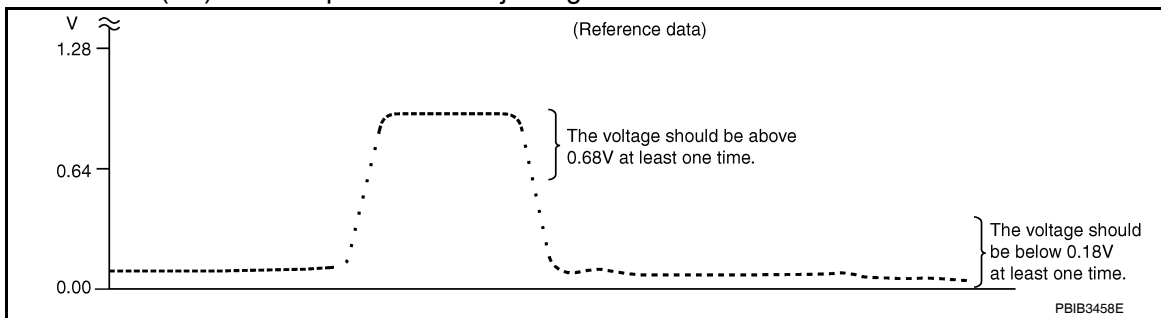 V
(Reference data)
1.28
The voltage should be above
0.68V at least one time.
0.64
The voltage should
be below 0.18V
at least one time.
0.00
PBIB3458E